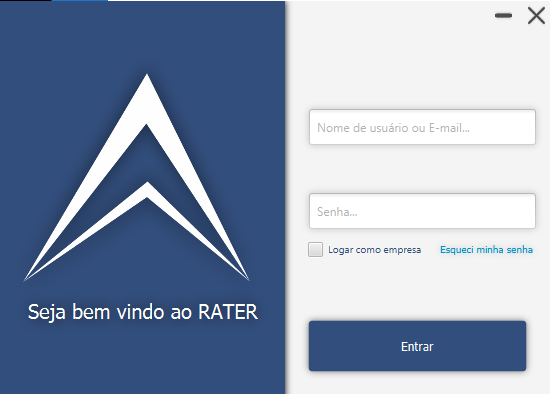 Seja bem vindo ao RATER
Nome de usuário ou E-mail...
Senha...
Logar como empresa
Esqueci minha senha
Entrar